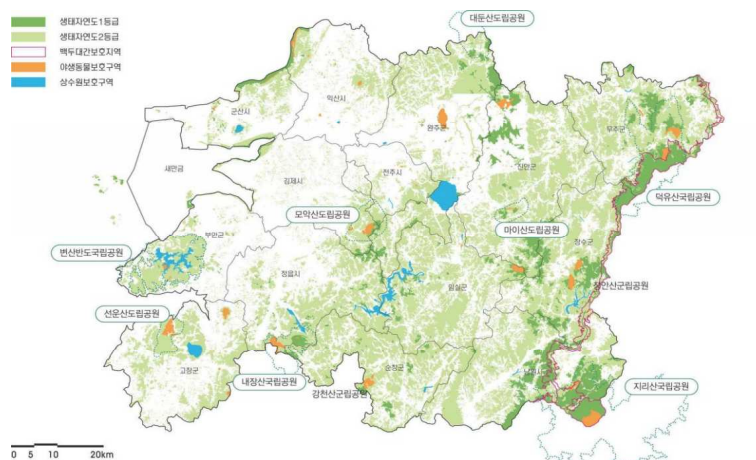 생태자연도1등급
생태자연도2등급
백두대간보호지역
야생동물보호구역
상수원보호구역
대둔산도립공원
군산시
익산시
완주군
무주군
새만금
김제시
전주시
진안군
덕유산국립공원
모악산도립공원
마이산도립공원
변산반도국립공원
부안군
장수군
정읍시
임실군
장안산군립공원
선운산도립공원
고창군
내장산국립공원
순창군
남원시
강천산군립공원
지리산국립공원
0 5 10 20km